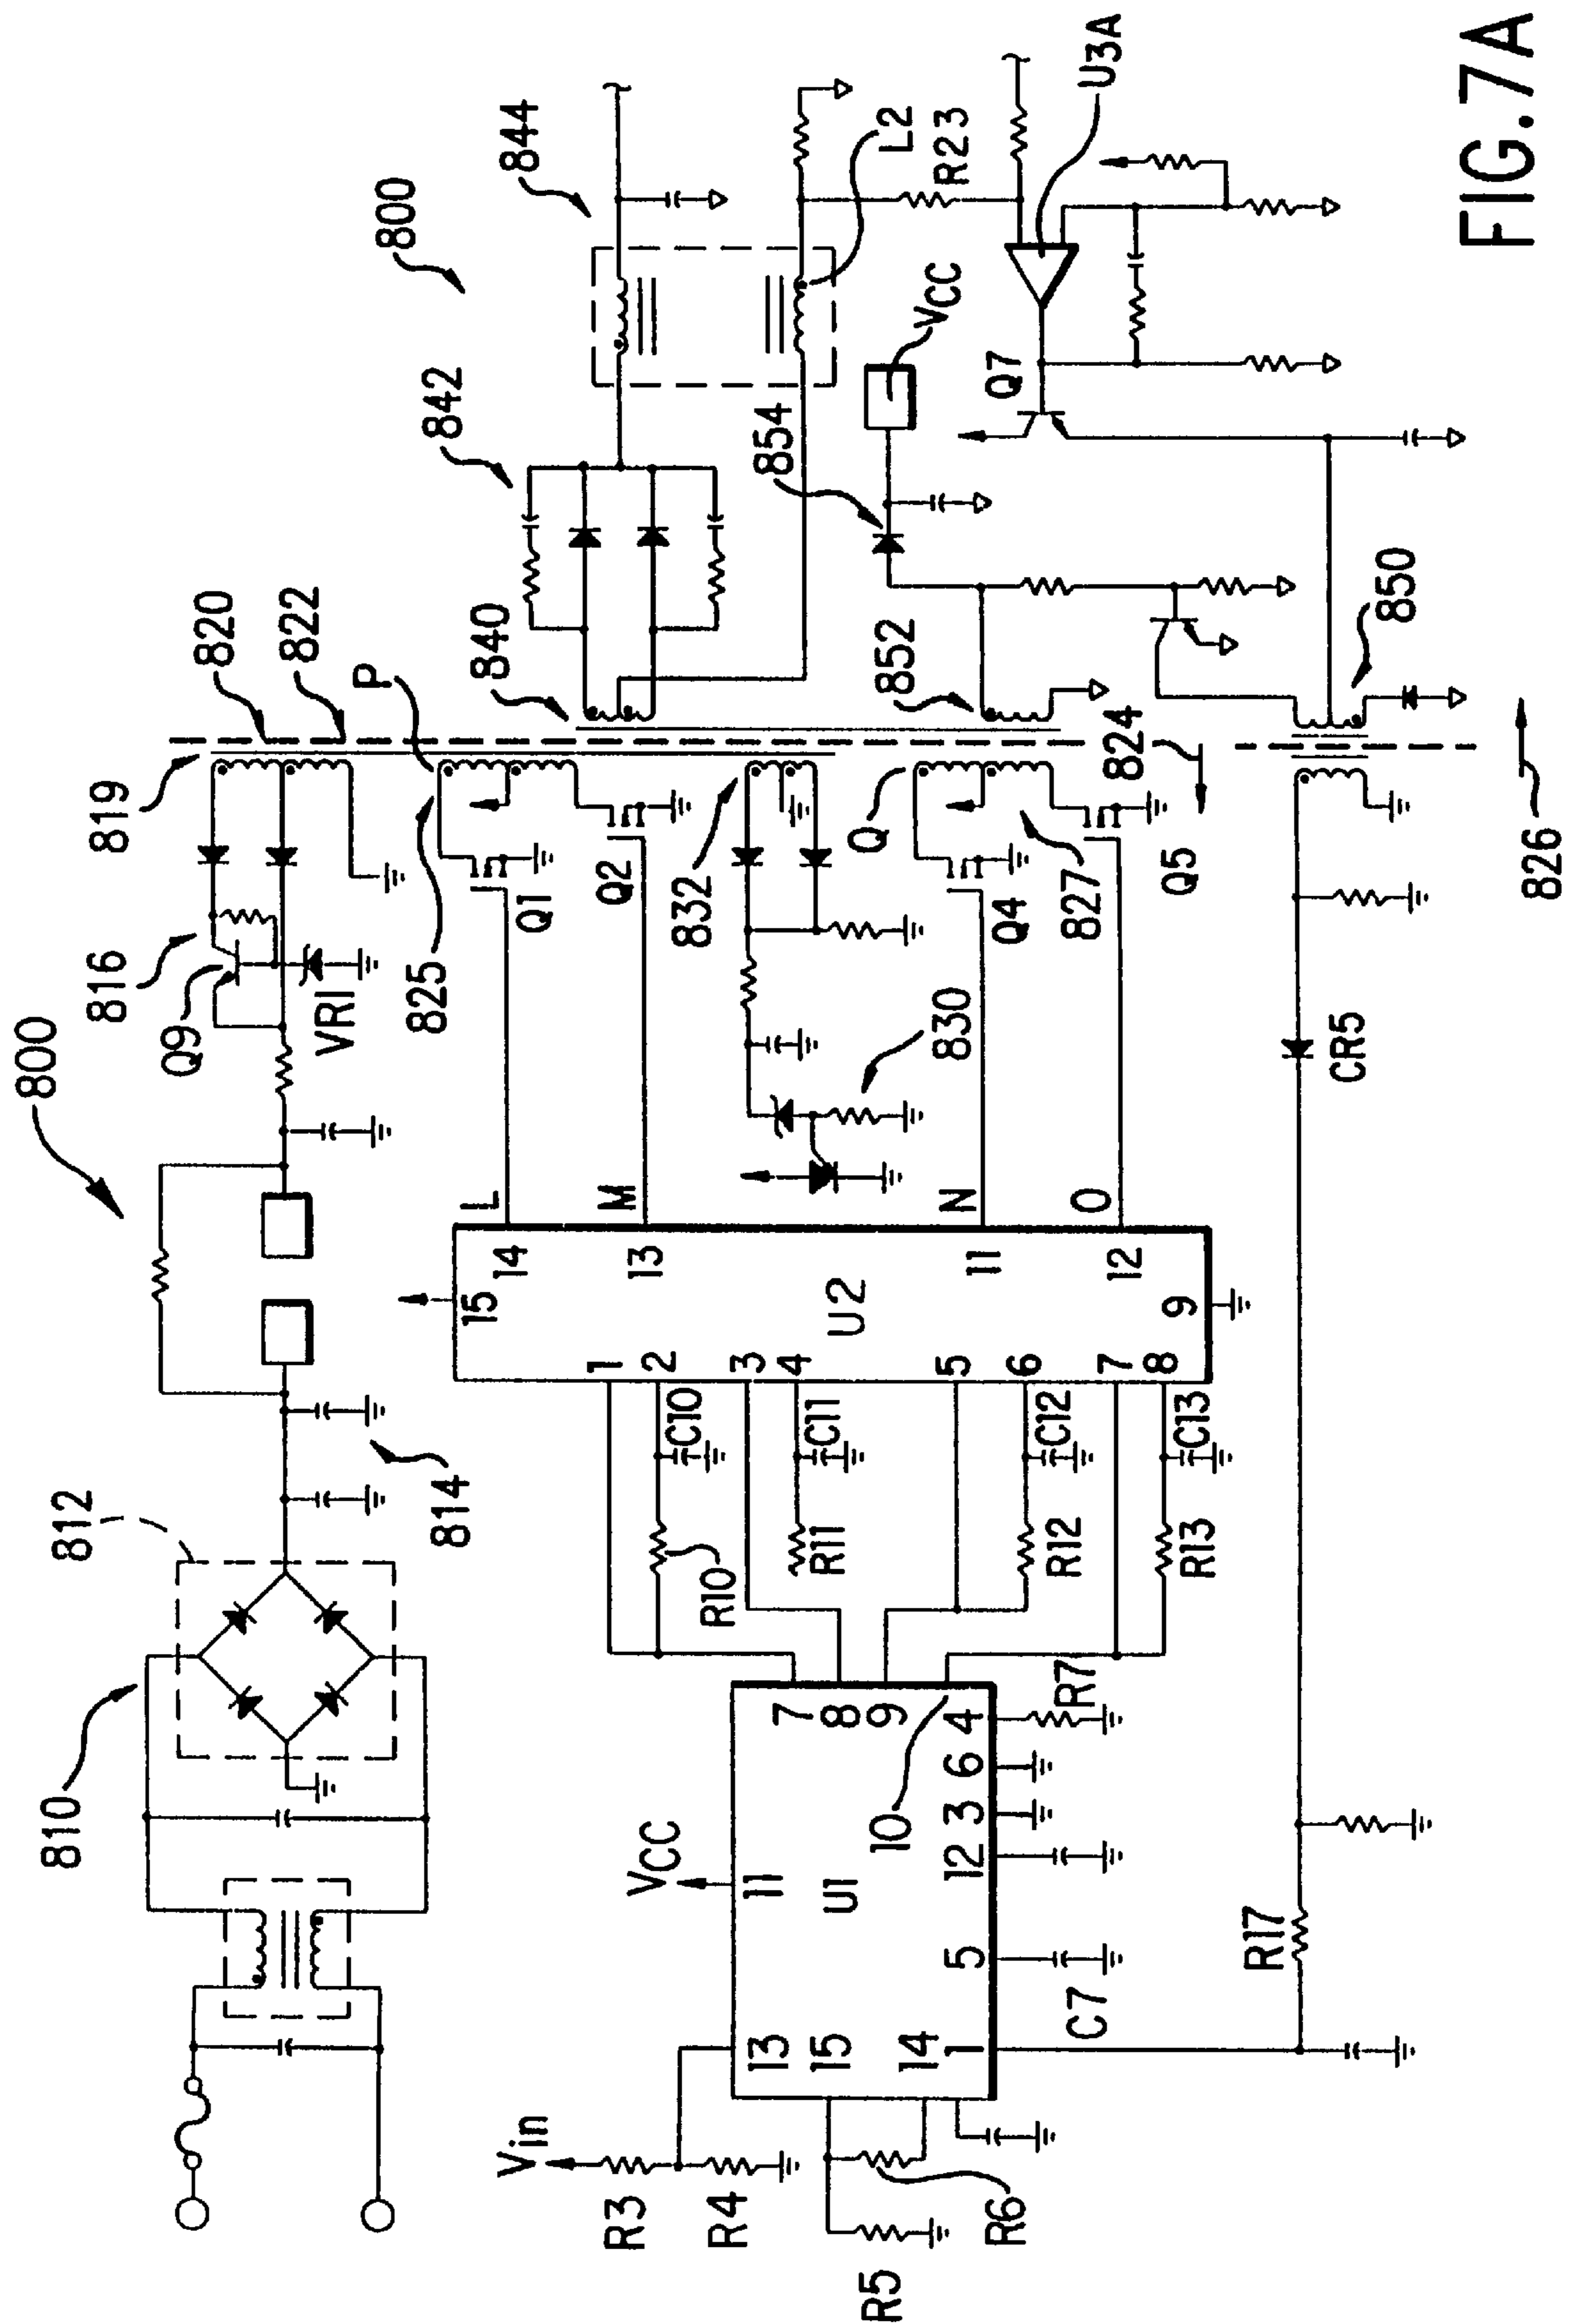 800
844
L2
R23
U3A
842
VCC
854
Q7
820
822
P
840
852
850
819
824
826
816
Q9
VR1
825
Q1
Q2
832
Q
Q4
827
Q5
800
830
CR5
L
M
N
O
15
14
13
11
12
U2
9
1
2
3
4
5
6
7
8
C10
C11
C12
C13
R10
R11
R12
R13
810
812
814
VCC
11
U1
7
8
9
10
13
15
14
1
5
12
3
6
4
R7
C7
R17
Vin
R3
R4
R5
R6
FIG.7A